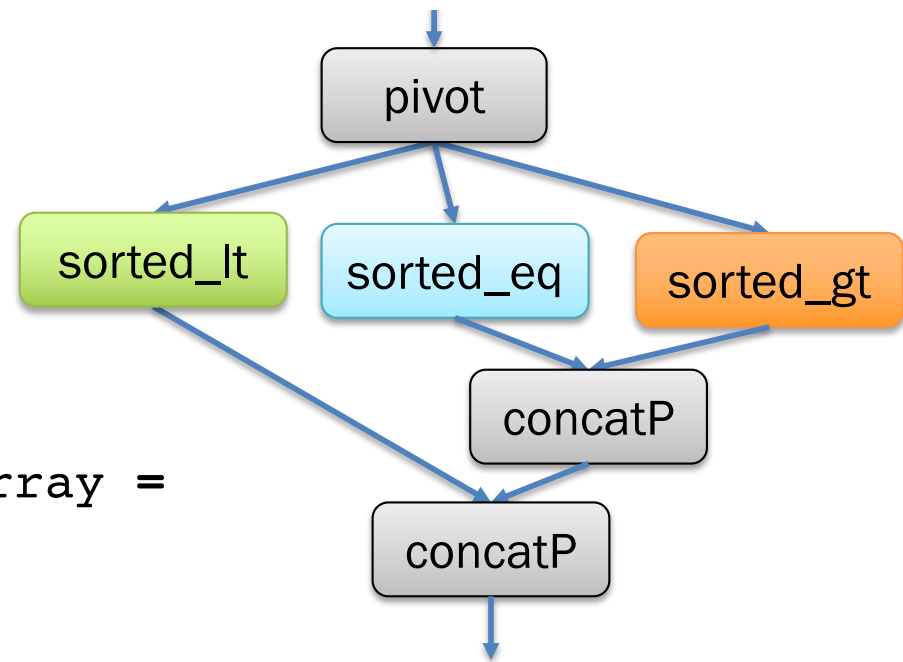 pivot
sorted_lt
sorted_eq
sorted_gt
concatP
rray =
concatP